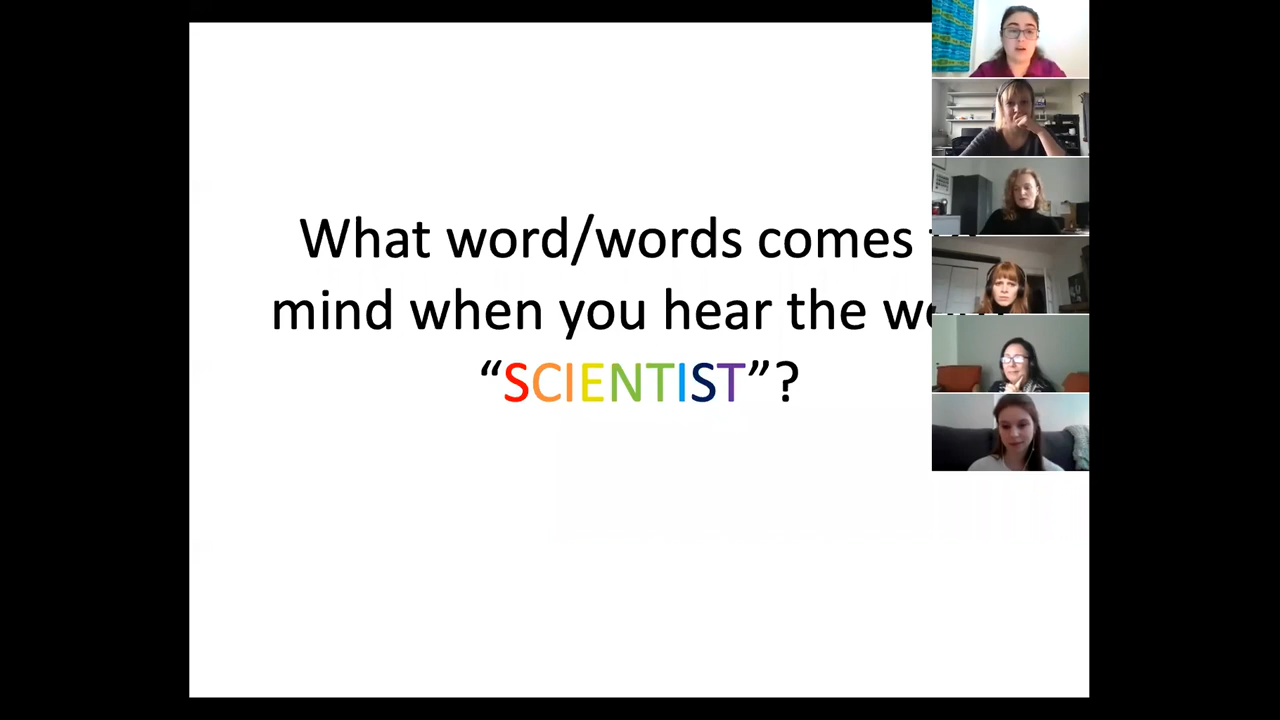 What word/words comes
mind when you hear the
“SCIENTIST”?